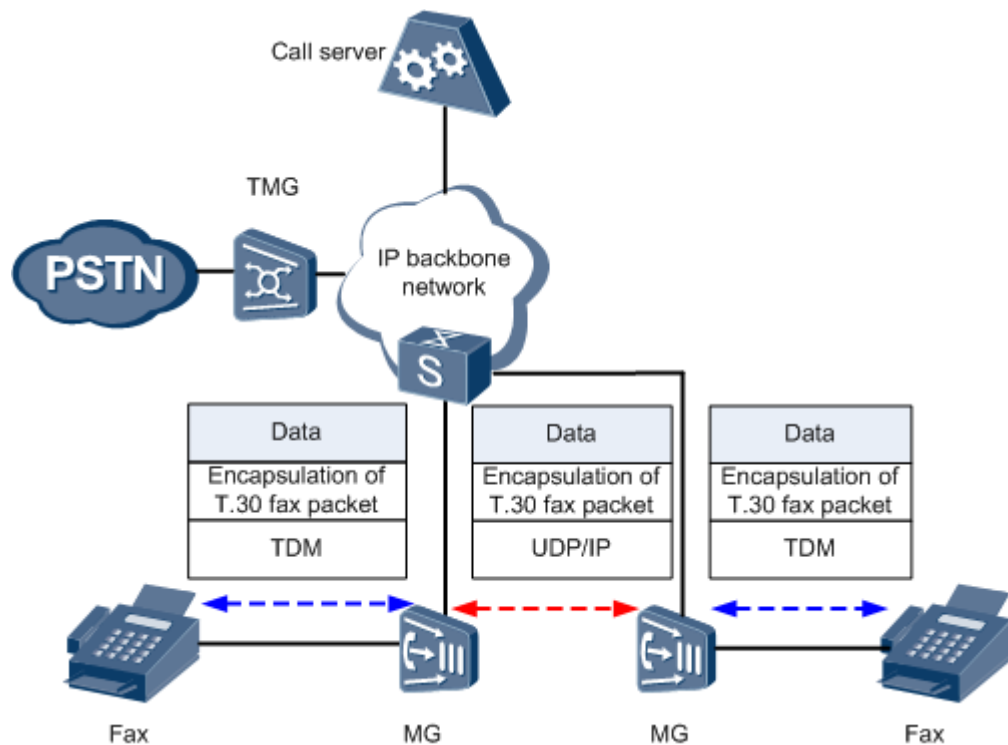 Call server
TMG
PSTN
IP backbone
network
S
Data
Encapsulation of
T.30 fax packet
TDM
Data
Encapsulation of
T.30 fax packet
UDP/IP
Data
Encapsulation of
T.30 fax packet
TDM
Fax
MG
MG
Fax